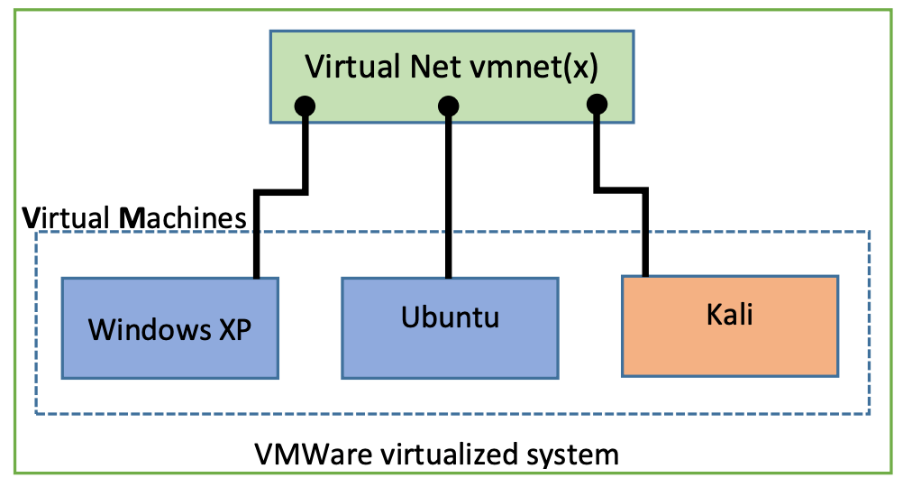 Virtual Net vmnet(x)
Virtual Machines
Windows XP
Ubuntu
Kali
VMWare virtualized system